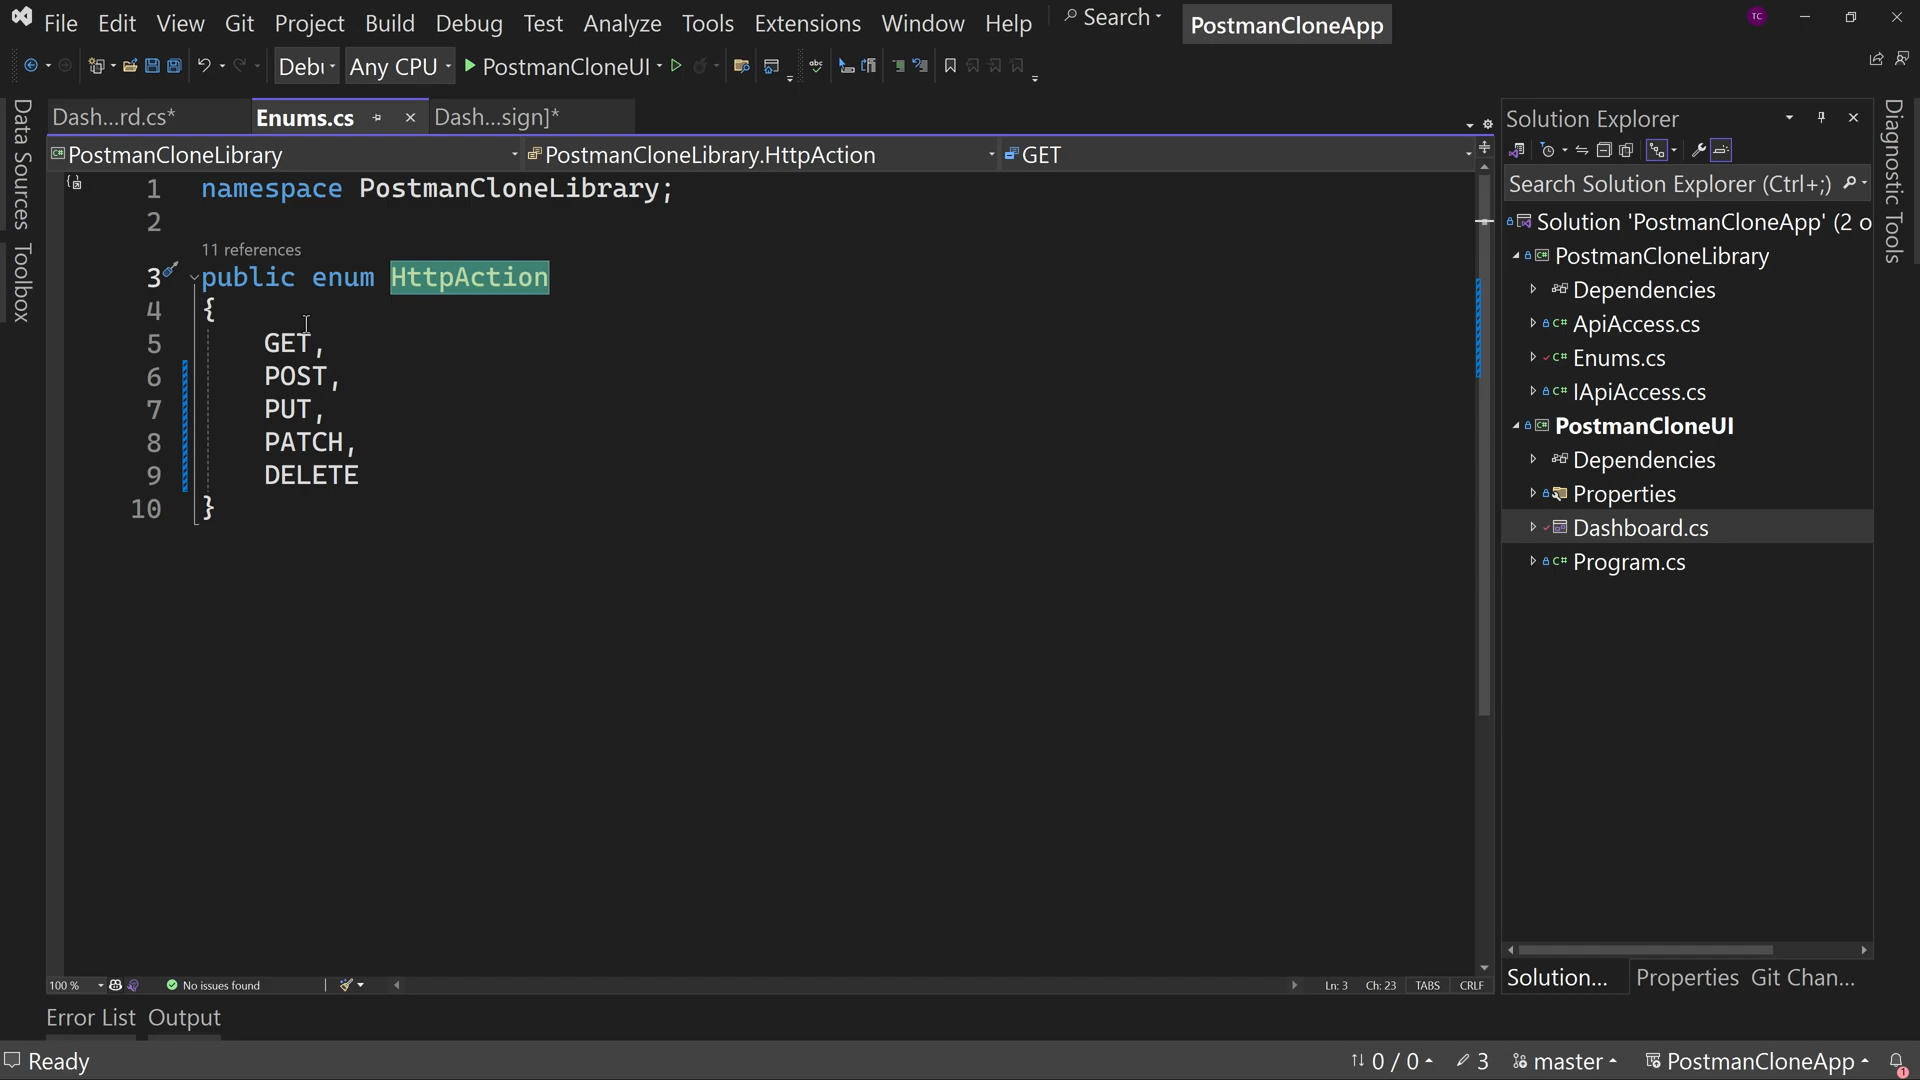 File Edit View Git Project Build Debug Test Analyze Tools Extensions Window Help Search PostmanCloneApp TC
Debu Any CPU PostmanCloneUI
Dash...rd.cs* Enums.cs Dash...sign]*
PostmanCloneLibrary PostmanCloneLibrary.HttpAction GET
1 namespace PostmanCloneLibrary;
2
11 references
3 public enum HttpAction
4 {
5 GET,
6 POST,
7 PUT,
8 PATCH,
9 DELETE
10 }
Data Sources
Toolbox
Solution Explorer
Search Solution Explorer (Ctrl+;)
Solution 'PostmanCloneApp' (2 o
PostmanCloneLibrary
Dependencies
C# ApiAccess.cs
C# Enums.cs
C# IApiAccess.cs
PostmanCloneUI
Dependencies
Properties
Dashboard.cs
C# Program.cs
Diagnostic Tools
100 % No issues found Ln: 3 Ch: 23 TABS CRLF
Solution... Properties Git Chan...
Error List Output
Ready 0 / 0 3 master PostmanCloneApp 1